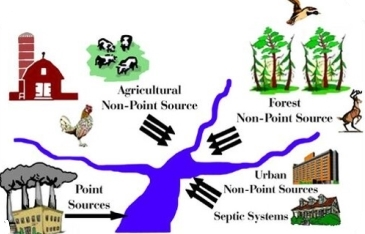 Agricultural
Non-Point Source
Forest
Non-Point Source
Point
Sources
Urban
Non-Point Sources
Septic Systems